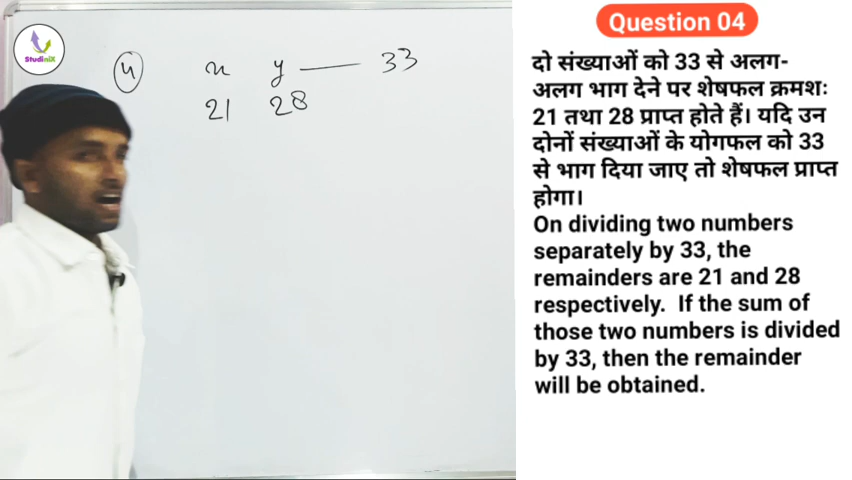 StudiniX
4 x y — 33
21 28
Question 04
दो संख्याओं को 33 से अलग-
अलग भाग देने पर शेषफल क्रमशः
21 तथा 28 प्राप्त होते हैं। यदि उन
दोनों संख्याओं के योगफल को 33
से भाग दिया जाए तो शेषफल प्राप्त
होगा।
On dividing two numbers
separately by 33, the
remainders are 21 and 28
respectively. If the sum of
those two numbers is divided
by 33, then the remainder
will be obtained.